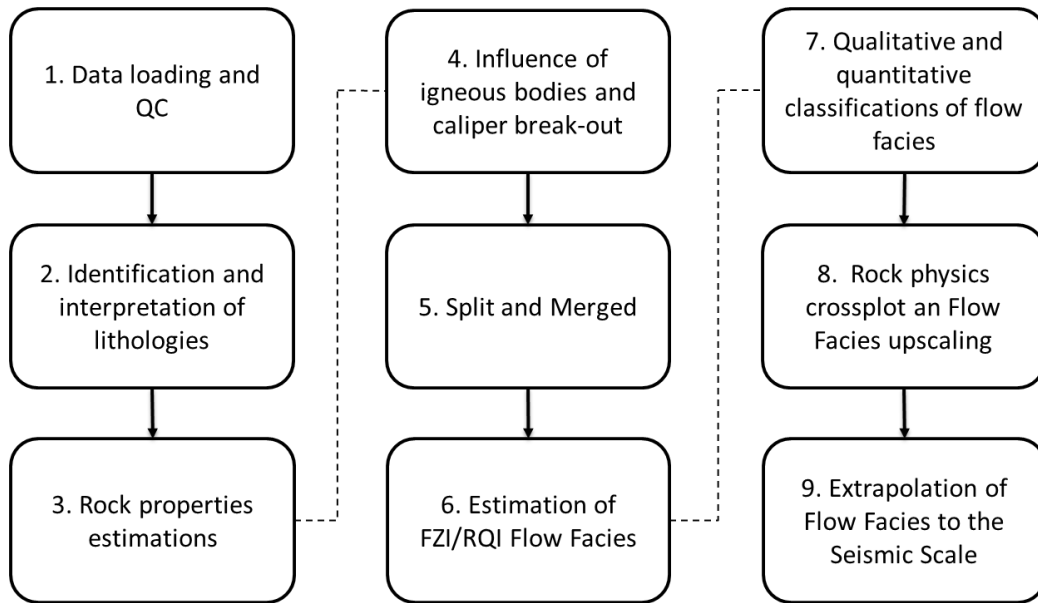 1. Data loading and
QC
2. Identification and
interpretation of
lithologies
3. Rock properties
estimations
4. Influence of
igneous bodies and
caliper break-out
5. Split and Merged
6. Estimation of
FZI/RQI Flow Facies
7. Qualitative and
quantitative
classifications of flow
facies
8. Rock physics
crossplot an Flow
Facies upscaling
9. Extrapolation of
Flow Facies to the
Seismic Scale